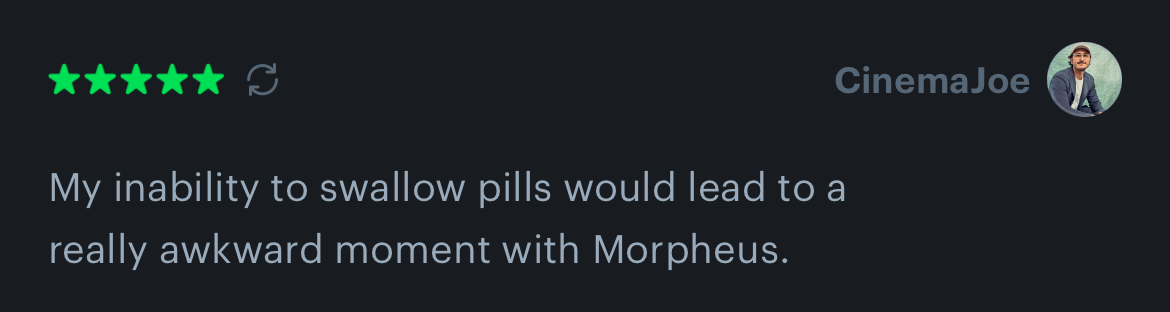 CinemaJoe
My inability to swallow pills would lead to a
really awkward moment with Morpheus.